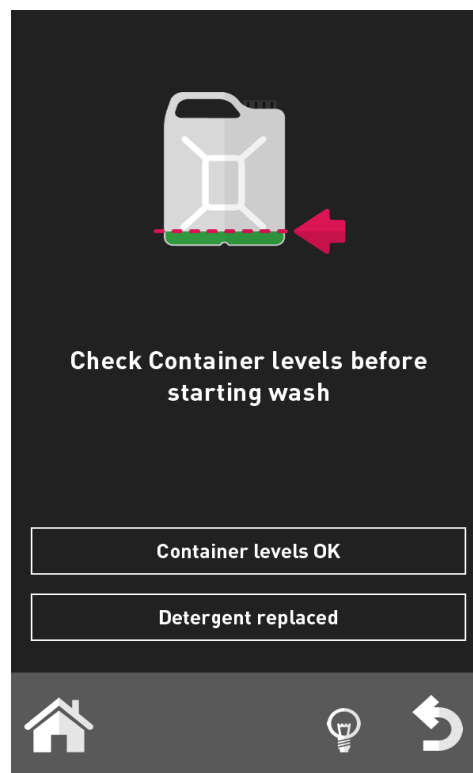 Check Container levels before
starting wash
Container levels OK
Detergent replaced